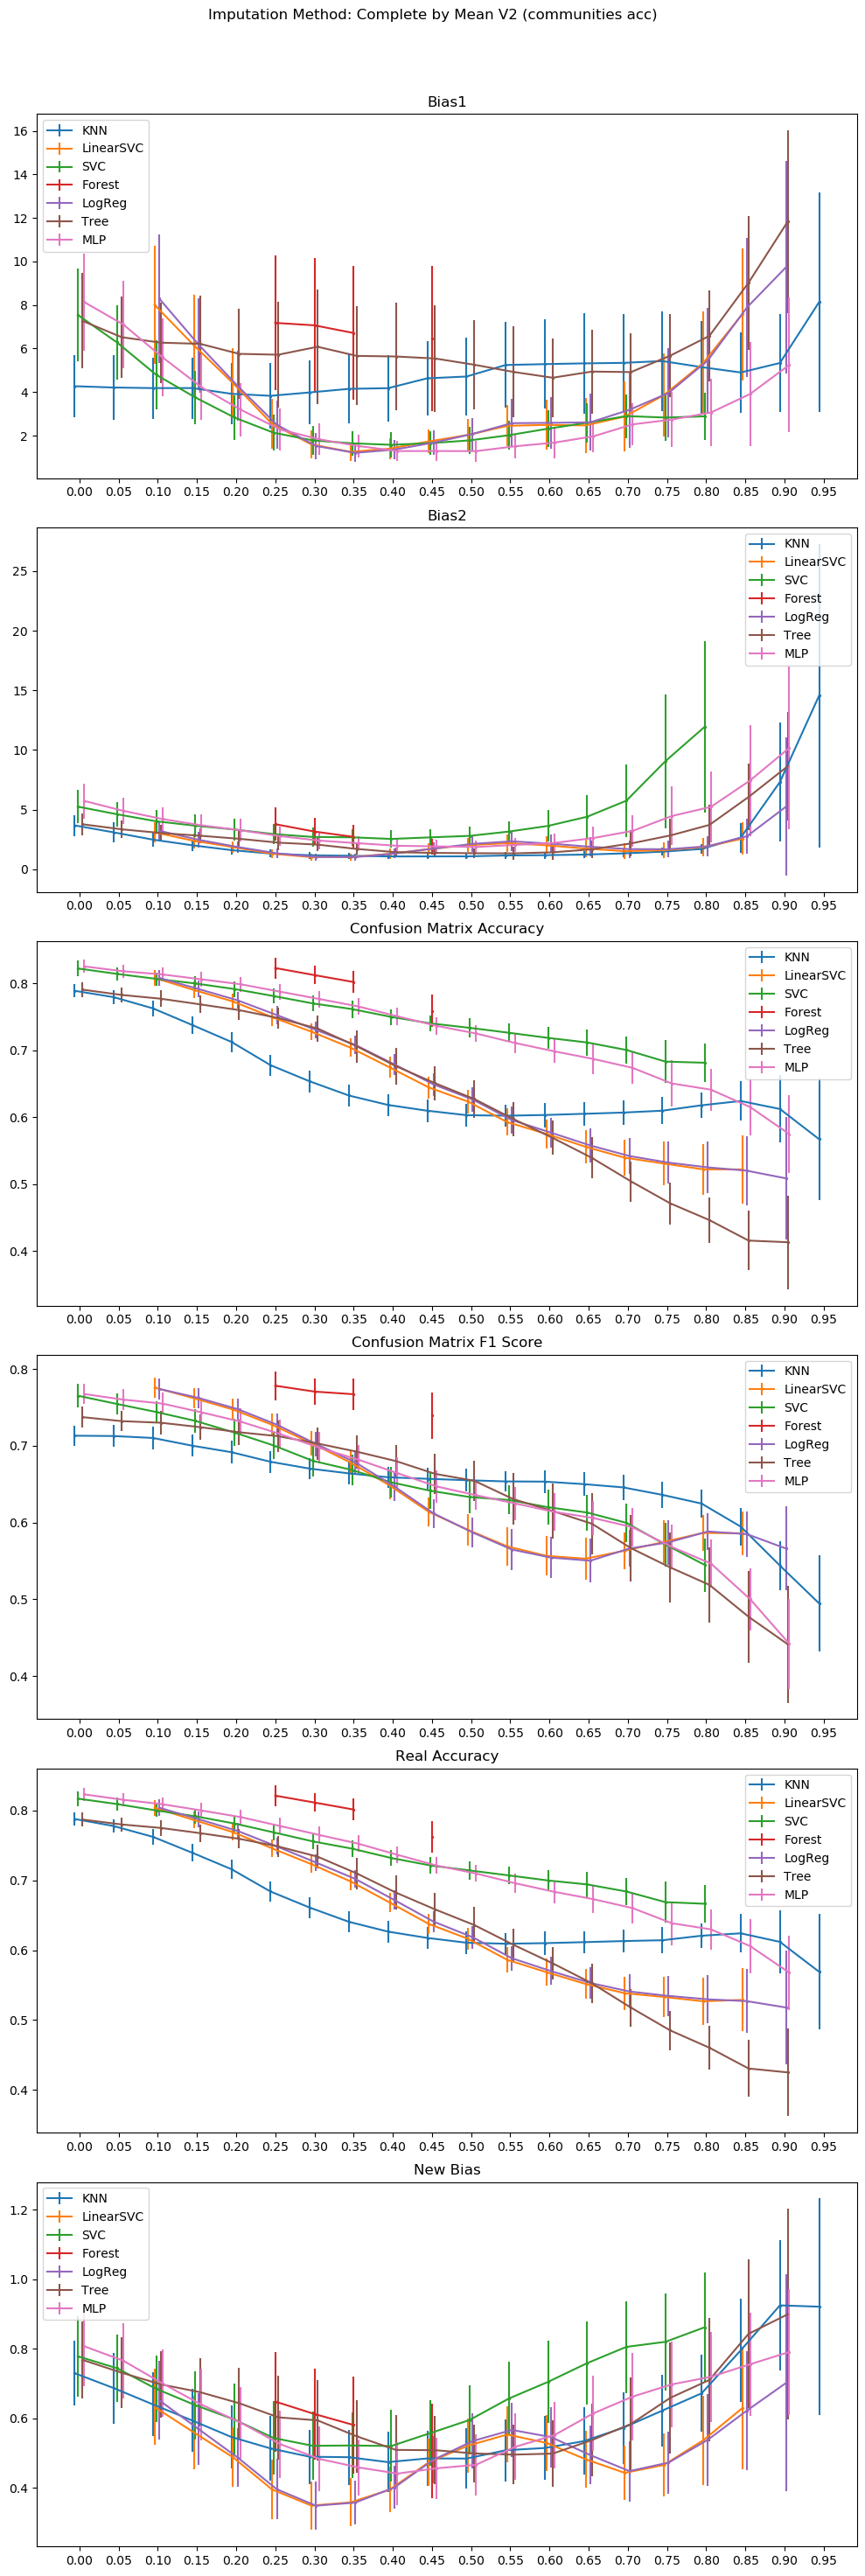 Imputation Method: Complete by Mean V2 (communities acc)
Bias1
KNN
LinearSVC
SVC
Forest
LogReg
Tree
MLP
16
14
12
10
8
6
4
2
0.00 0.05 0.10 0.15 0.20 0.25 0.30 0.35 0.40 0.45 0.50 0.55 0.60 0.65 0.70 0.75 0.80 0.85 0.90 0.95
Bias2
KNN
LinearSVC
SVC
Forest
LogReg
Tree
MLP
25
20
15
10
5
0
0.00 0.05 0.10 0.15 0.20 0.25 0.30 0.35 0.40 0.45 0.50 0.55 0.60 0.65 0.70 0.75 0.80 0.85 0.90 0.95
Confusion Matrix Accuracy
KNN
LinearSVC
SVC
Forest
LogReg
Tree
MLP
0.8
0.7
0.6
0.5
0.4
0.00 0.05 0.10 0.15 0.20 0.25 0.30 0.35 0.40 0.45 0.50 0.55 0.60 0.65 0.70 0.75 0.80 0.85 0.90 0.95
Confusion Matrix F1 Score
KNN
LinearSVC
SVC
Forest
LogReg
Tree
MLP
0.8
0.7
0.6
0.5
0.4
0.00 0.05 0.10 0.15 0.20 0.25 0.30 0.35 0.40 0.45 0.50 0.55 0.60 0.65 0.70 0.75 0.80 0.85 0.90 0.95
Real Accuracy
KNN
LinearSVC
SVC
Forest
LogReg
Tree
MLP
0.8
0.7
0.6
0.5
0.4
0.00 0.05 0.10 0.15 0.20 0.25 0.30 0.35 0.40 0.45 0.50 0.55 0.60 0.65 0.70 0.75 0.80 0.85 0.90 0.95
New Bias
KNN
LinearSVC
SVC
Forest
LogReg
Tree
MLP
1.2
1.0
0.8
0.6
0.4
0.00 0.05 0.10 0.15 0.20 0.25 0.30 0.35 0.40 0.45 0.50 0.55 0.60 0.65 0.70 0.75 0.80 0.85 0.90 0.95